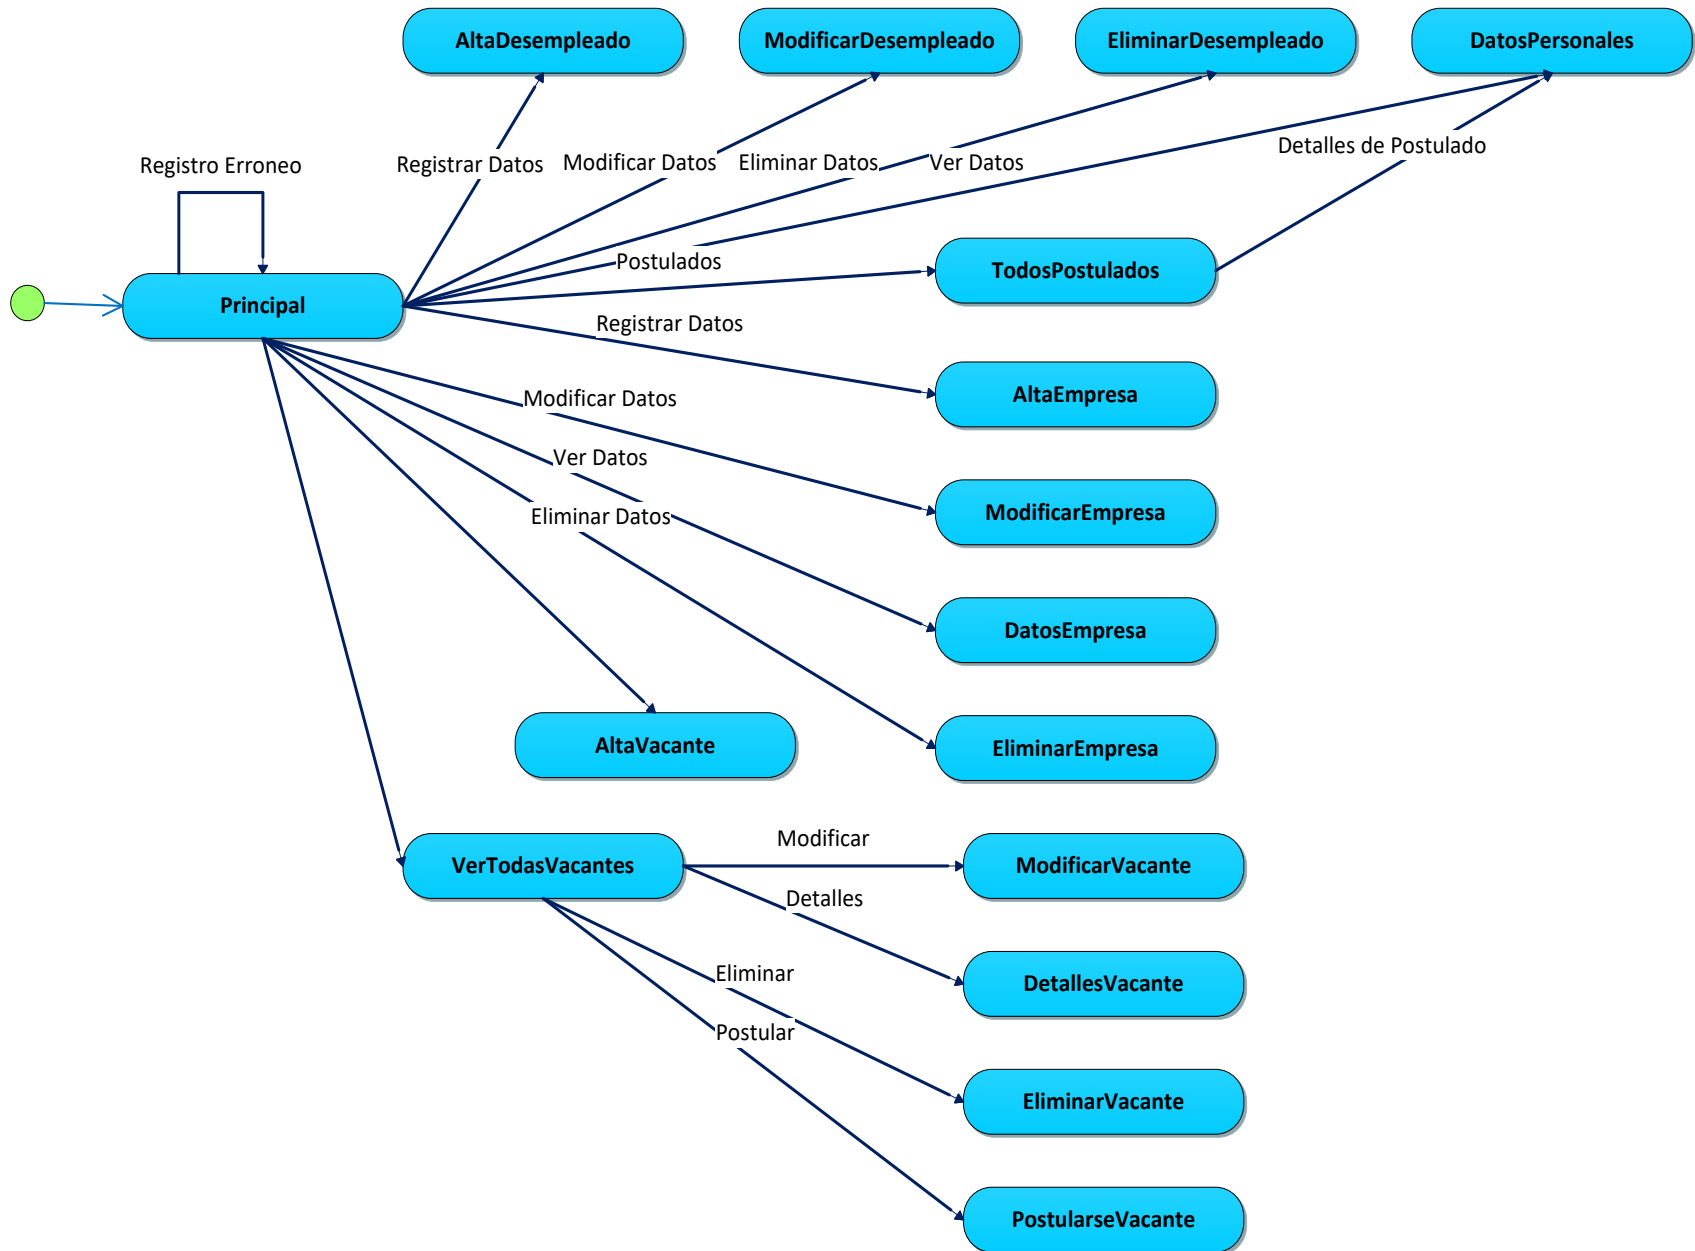 AltaDesempleado
ModificarDesempleado
EliminarDesempleado
DatosPersonales
Registro Erroneo
Registrar Datos
Modificar Datos
Eliminar Datos
Ver Datos
Detalles de Postulado
Postulados
TodosPostulados
Principal
Registrar Datos
AltaEmpresa
Modificar Datos
Ver Datos
ModificarEmpresa
Eliminar Datos
DatosEmpresa
AltaVacante
EliminarEmpresa
Modificar
VerTodasVacantes
ModificarVacante
Detalles
Eliminar
DetallesVacante
Postular
EliminarVacante
PostularseVacante